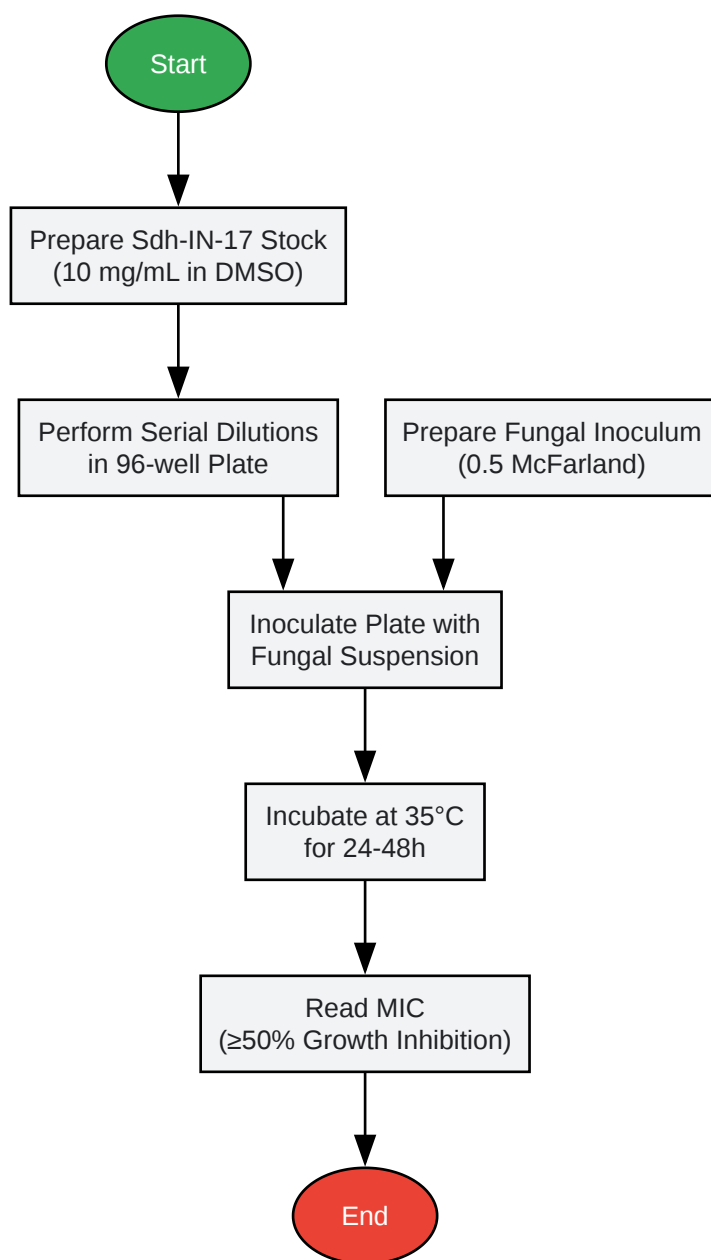 Start
Prepare Sdh-IN-17 Stock
(10 mg/mL in DMSO)
Perform Serial Dilutions
in 96-well Plate
Prepare Fungal Inoculum
(0.5 McFarland)
Inoculate Plate with
Fungal Suspension
Incubate at 35°C
for 24-48h
Read MIC
(≥50% Growth Inhibition)
End